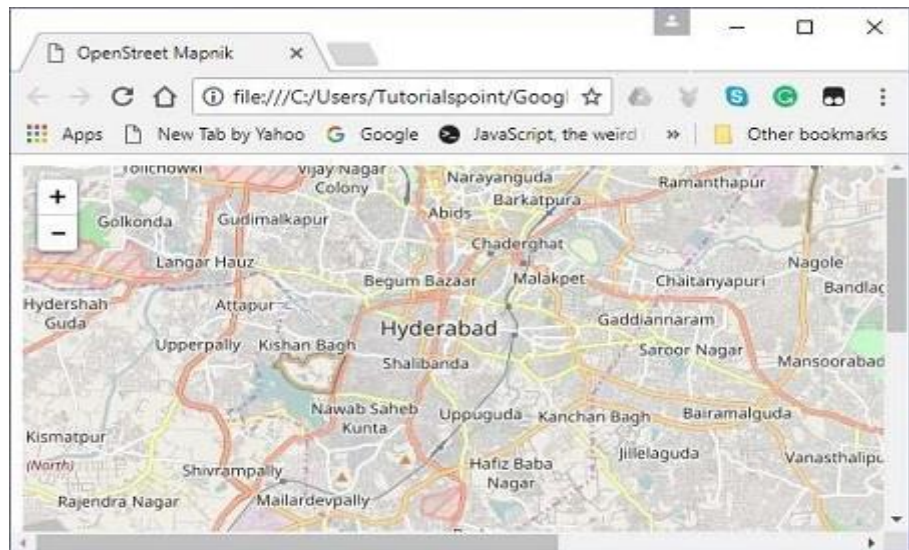 OpenStreet Mapnik
file:///C:/Users/Tutorialspoint/Googl
Apps New Tab by Yahoo Google JavaScript, the weird » Other bookmarks
Tolichowki
Vijay Nagar
Colony
Narayanguda
Barkatpura
Ramanthapur
+
−
Golkonda
Gudimalkapur
Abids
Chaderghat
Langar Hauz
Begum Bazaar
Malakpet
Chaitanyapuri
Nagole
Bandlag
Hydershah
Guda
Attapur
Hyderabad
Gaddiannaram
Upperpally
Kishan Bagh
Shalibanda
Saroor Nagar
Mansoorabad
Nawab Saheb
Kunta
Uppuguda
Kanchan Bagh
Bairamalguda
Kismatpur
(North)
Shivrampally
Hafiz Baba
Nagar
Jillelaguda
Vanasthalipu
Rajendra Nagar
Mailardevpally